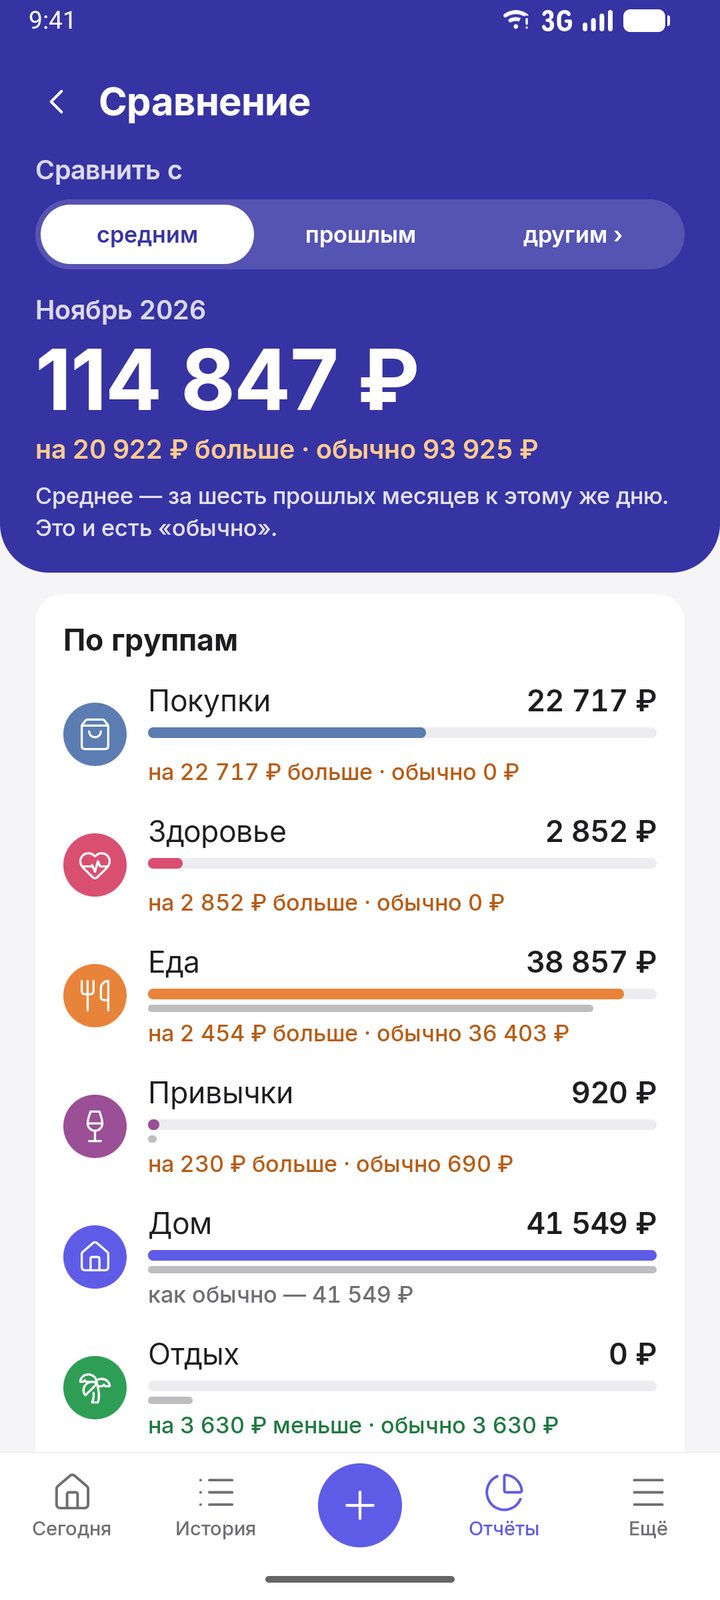 9:41
3G
Сравнение
Сравнить с
средним
прошлым
другим ›
Ноябрь 2026
114 847 ₽
на 20 922 ₽ больше · обычно 93 925 ₽
Среднее — за шесть прошлых месяцев к этому же дню.
Это и есть «обычно».
По группам
Покупки
22 717 ₽
на 22 717 ₽ больше · обычно 0 ₽
Здоровье
2 852 ₽
на 2 852 ₽ больше · обычно 0 ₽
Еда
38 857 ₽
на 2 454 ₽ больше · обычно 36 403 ₽
Привычки
920 ₽
на 230 ₽ больше · обычно 690 ₽
Дом
41 549 ₽
как обычно — 41 549 ₽
Отдых
0 ₽
на 3 630 ₽ меньше · обычно 3 630 ₽
Сегодня
История
Отчёты
Ещё